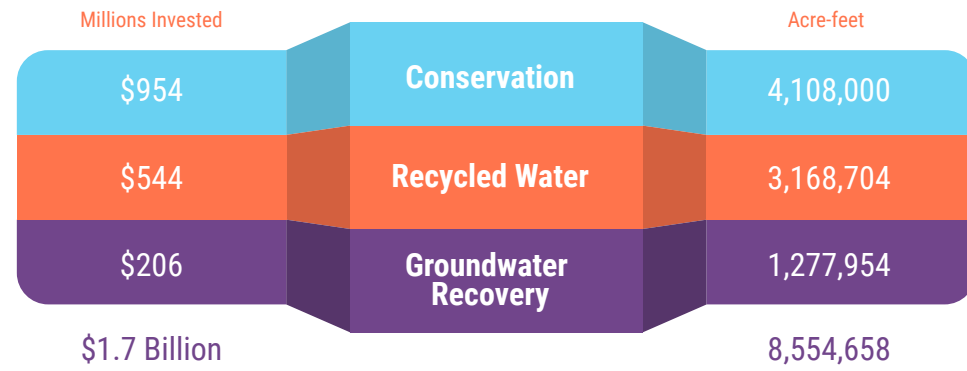 Millions Invested
Acre-feet
$954
Conservation
4,108,000
$544
Recycled Water
3,168,704
$206
Groundwater
Recovery
1,277,954
$1.7 Billion
8,554,658